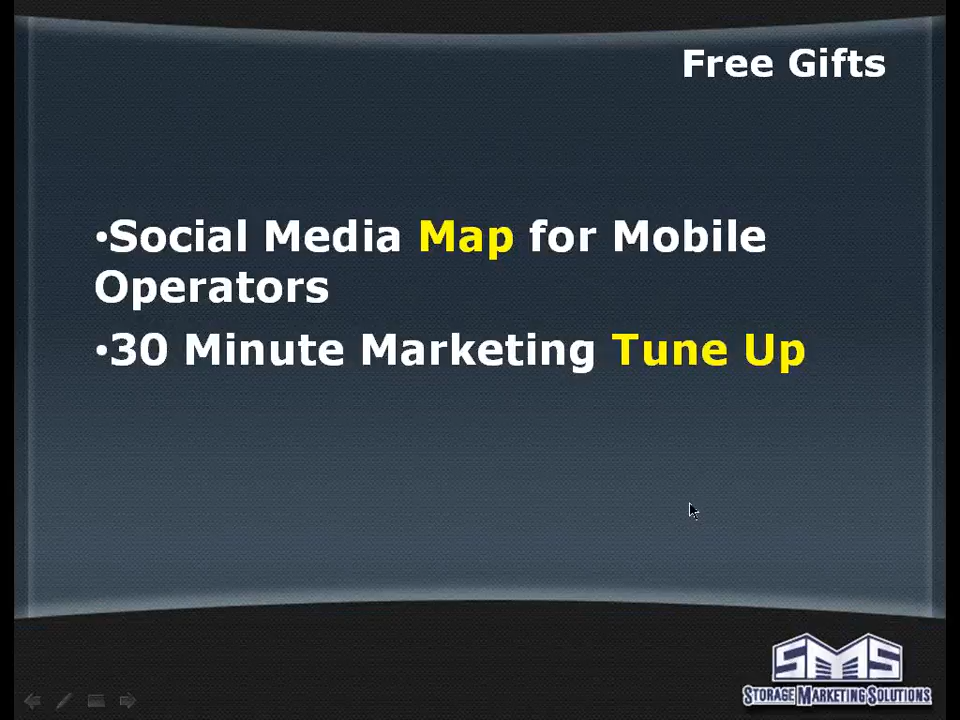 Free Gifts
•Social Media Map for Mobile
Operators
•30 Minute Marketing Tune Up
SMS
STORAGE MARKETING SOLUTIONS